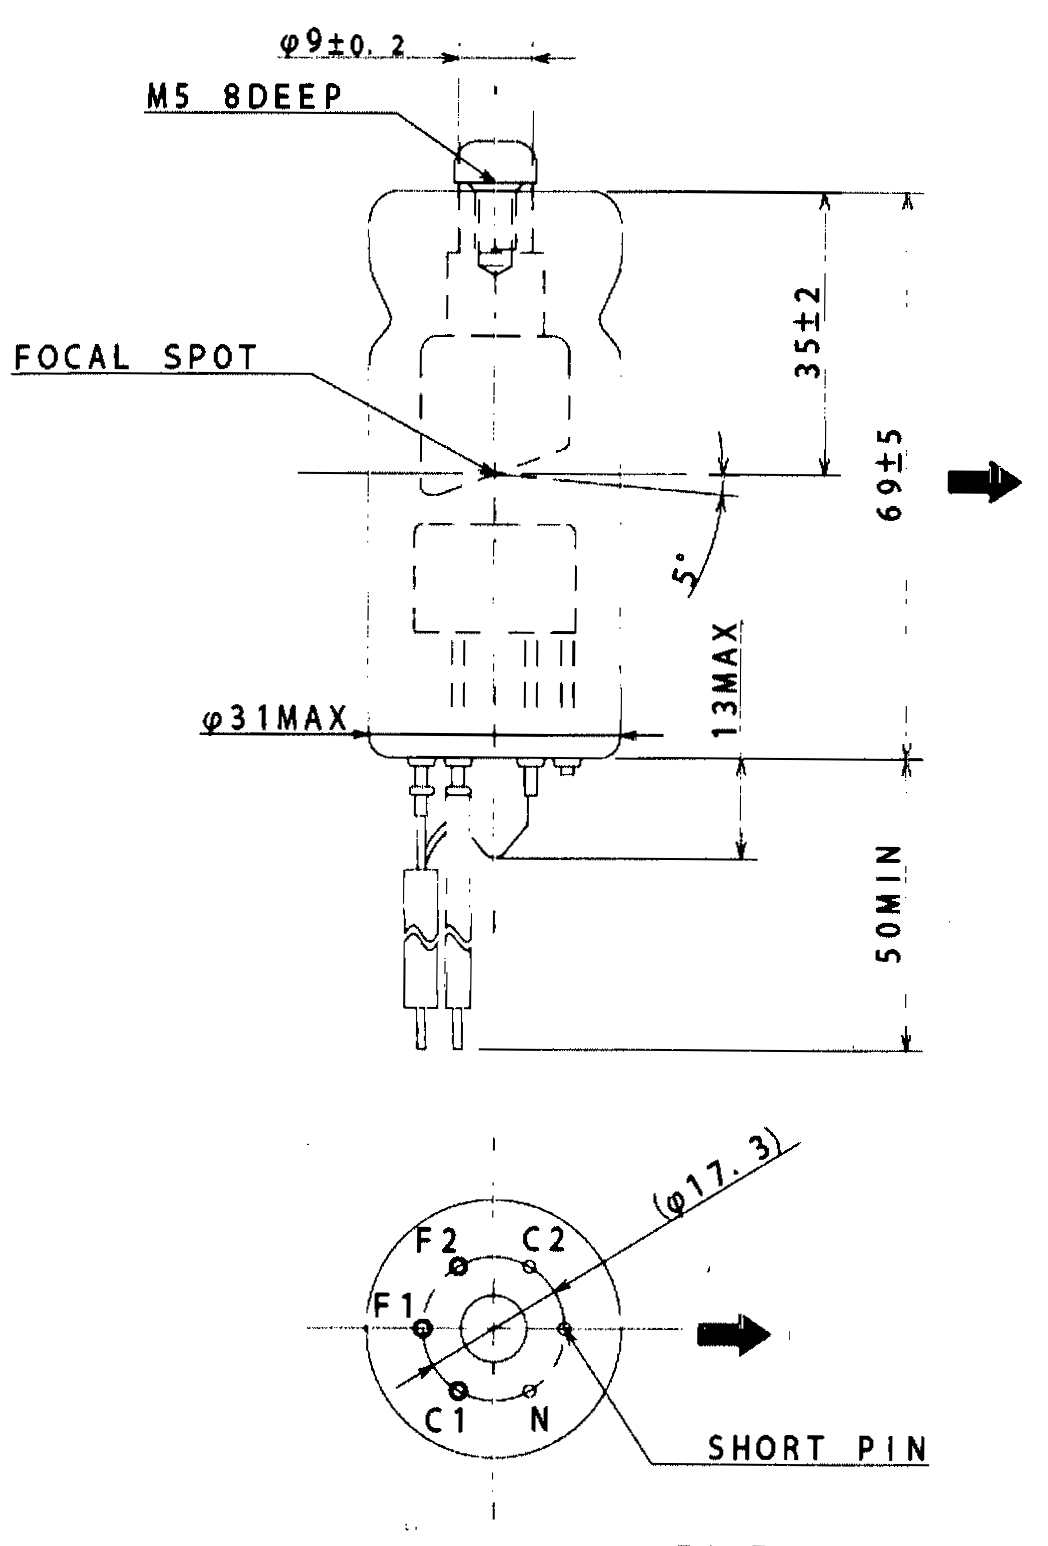 φ9±0.2
M5 8DEEP
35±2
FOCAL SPOT
69±5
5°
13MAX
φ31MAX
50MIN
(φ17.3)
F2 C2
F1
C1 N
SHORT PIN